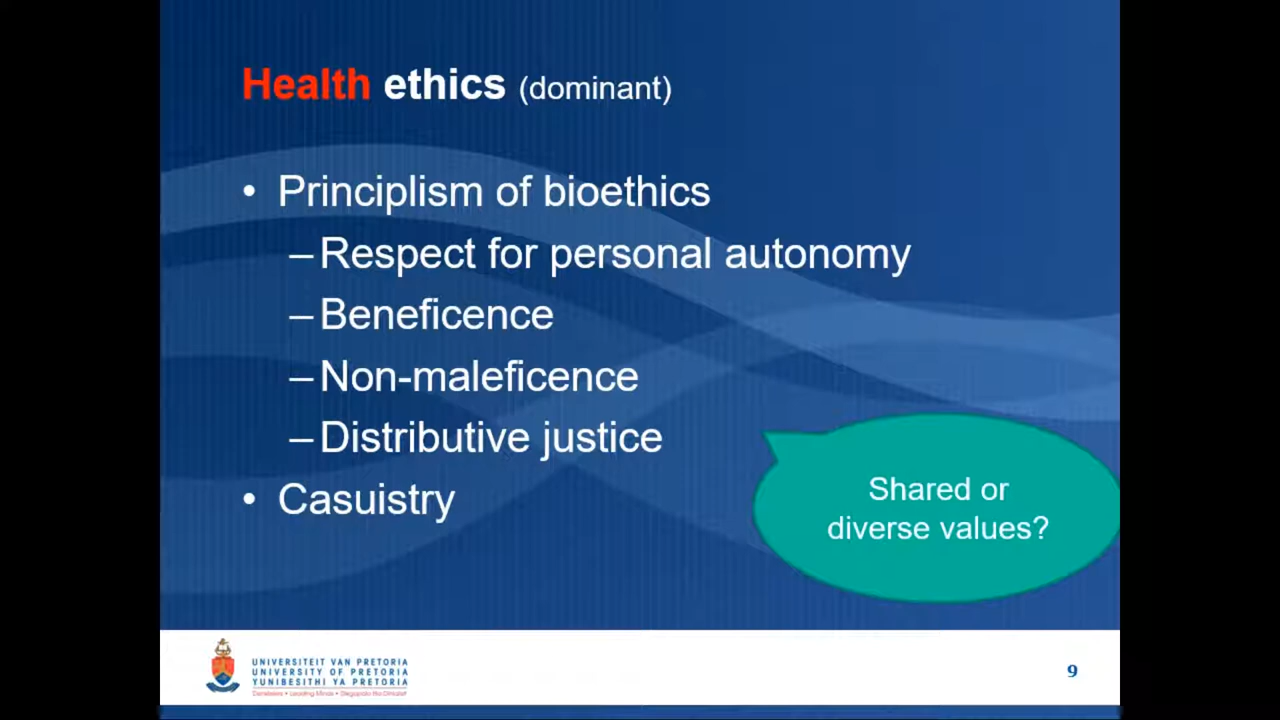 Health ethics (dominant)
• Principlism of bioethics
– Respect for personal autonomy
– Beneficence
– Non-maleficence
– Distributive justice
• Casuistry
Shared or
diverse values?
UNIVERSITEIT VAN PRETORIA
UNIVERSITY OF PRETORIA
YUNIBESITHI YA PRETORIA
9